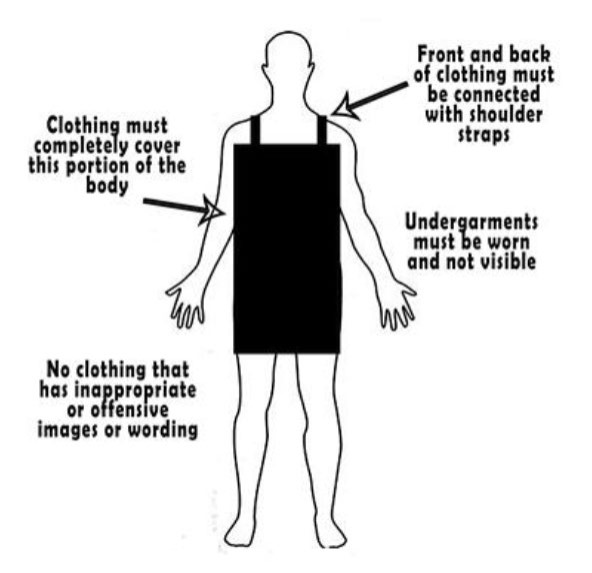 Front and back
of clothing must
be connected
with shoulder
straps
Clothing must
completely cover
this portion of the
body
Undergarments
must be worn
and not visible
No clothing that
has inappropriate
or offensive
images or wording